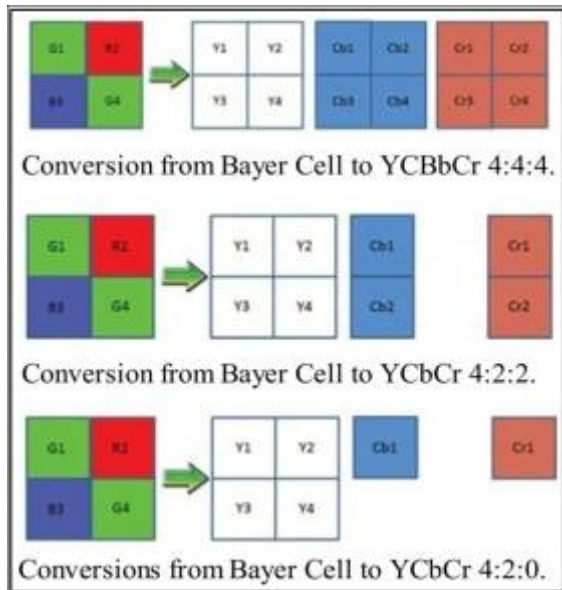 G1 R2 Y1 Y2 Cb1 Cb2 Cr1 Cr2
B3 G4 Y3 Y4 Cb3 Cb4 Cr3 Cr4
Conversion from Bayer Cell to YCBbCr 4:4:4.
G1 R2 Y1 Y2 Cb1 Cr1
B3 G4 Y3 Y4 Cb2 Cr2
Conversion from Bayer Cell to YCbCr 4:2:2.
G1 R2 Y1 Y2 Cb1 Cr1
B3 G4 Y3 Y4
Conversions from Bayer Cell to YCbCr 4:2:0.